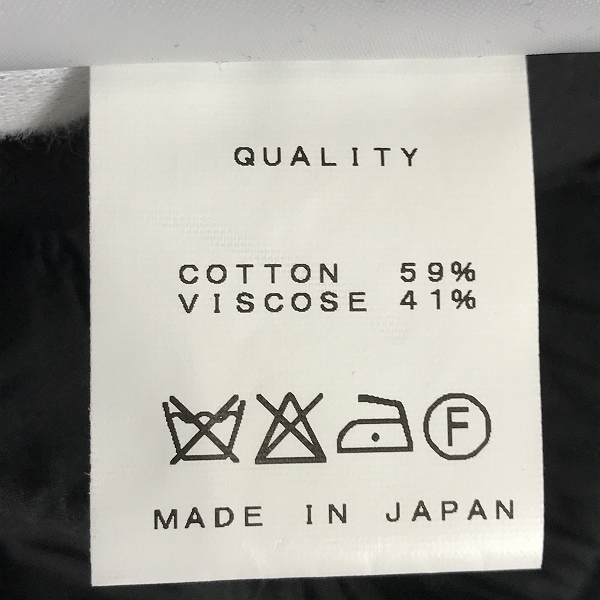 QUALITY
COTTON 59%
VISCOSE 41%
F
MADE IN JAPAN